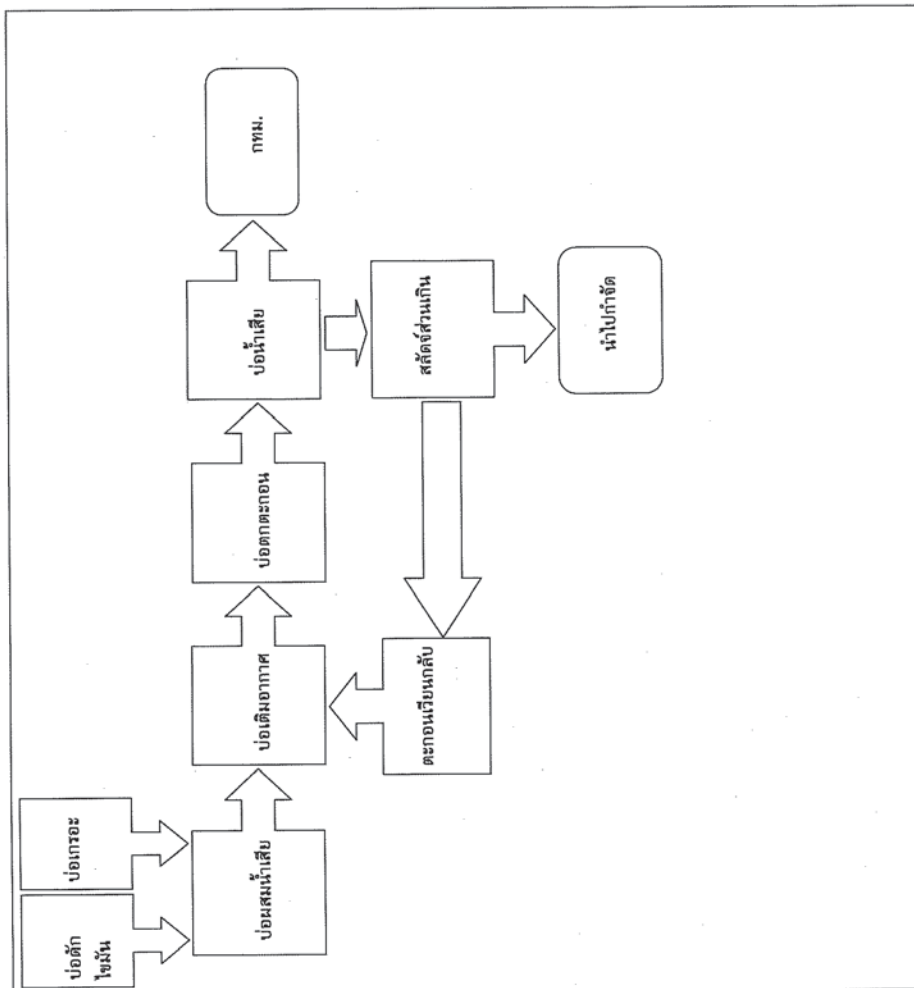 บ่อดัก
ไขมัน
บ่อเกรอะ
บ่อผสมน้ำเสีย
บ่อเติมอากาศ
บ่อตกตะกอน
บ่อน้ำเสีย
กทม.
ตะกอนเวียนกลับ
สลัดจ์ส่วนเกิน
นำไปกำจัด